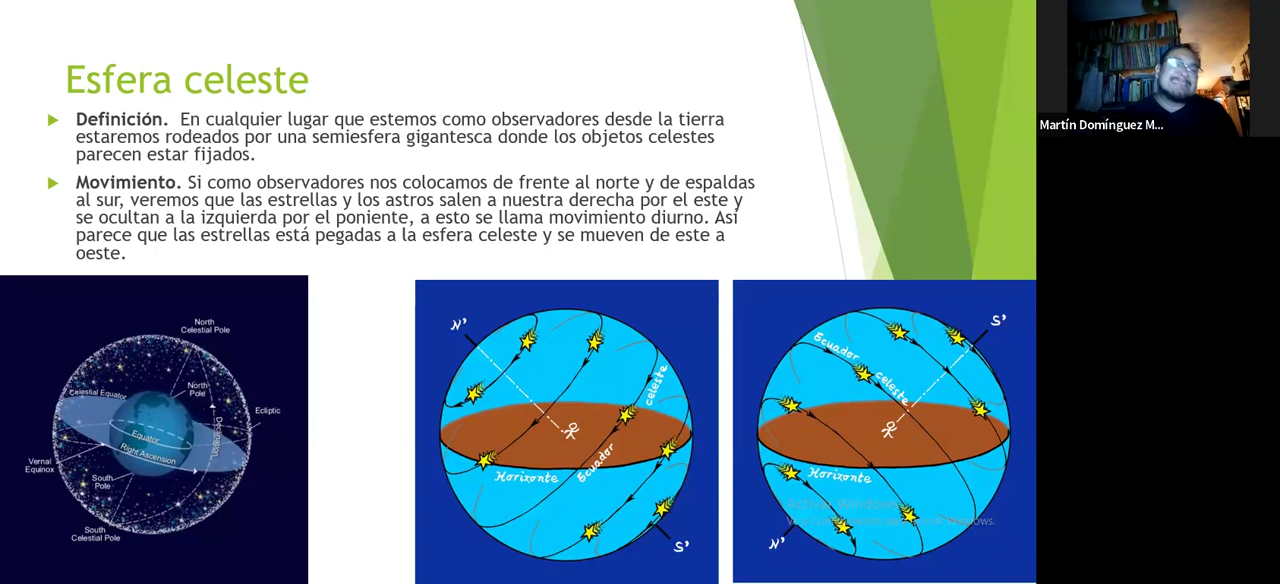 Esfera celeste
Definición. En cualquier lugar que estemos como observadores desde la tierra
estaremos rodeados por una semiesfera gigantesca donde los objetos celestes
parecen estar fijados.
Movimiento. Si como observadores nos colocamos de frente al norte y de espaldas
al sur, veremos que las estrellas y los astros salen a nuestra derecha por el este y
se ocultan a la izquierda por el poniente, a esto se llama movimiento diurno. Así
parece que las estrellas está pegadas a la esfera celeste y se mueven de este a
oeste.
Martín Domínguez M...
North
Celestial Pole
North
Pole
Celestial Equator
Ecliptic
Declination
Equator
Right Ascension
Vernal
Equinox
South
Pole
South
Celestial Pole
N'
celeste
Ecuador
Horizonte
S'
S'
Ecuador
celeste
Horizonte
N'
Activar Windows